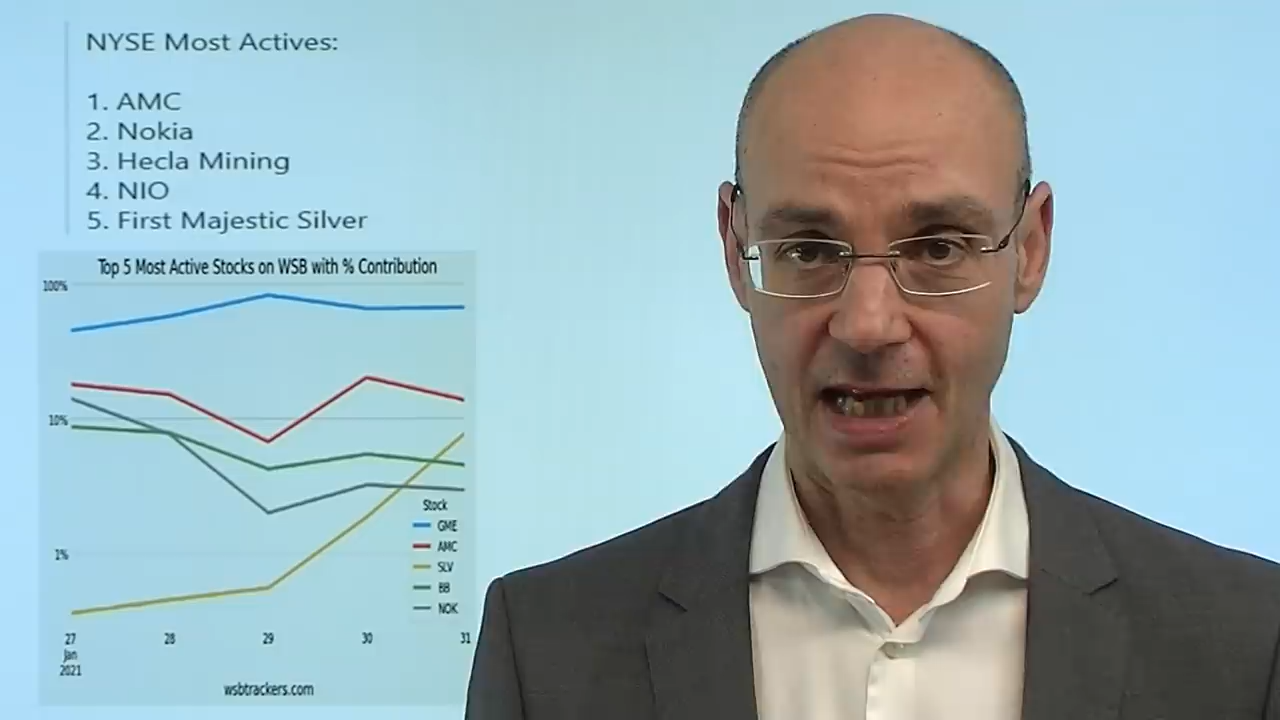 NYSE Most Actives:
1. AMC
2. Nokia
3. Hecla Mining
4. NIO
5. First Majestic Silver
Top 5 Most Active Stocks on WSB with % Contribution
100%
10%
1%
Stock
GME
AMC
SLV
BB
NOK
27 28 29 30 31
Jan
2021
wsbtrackers.com